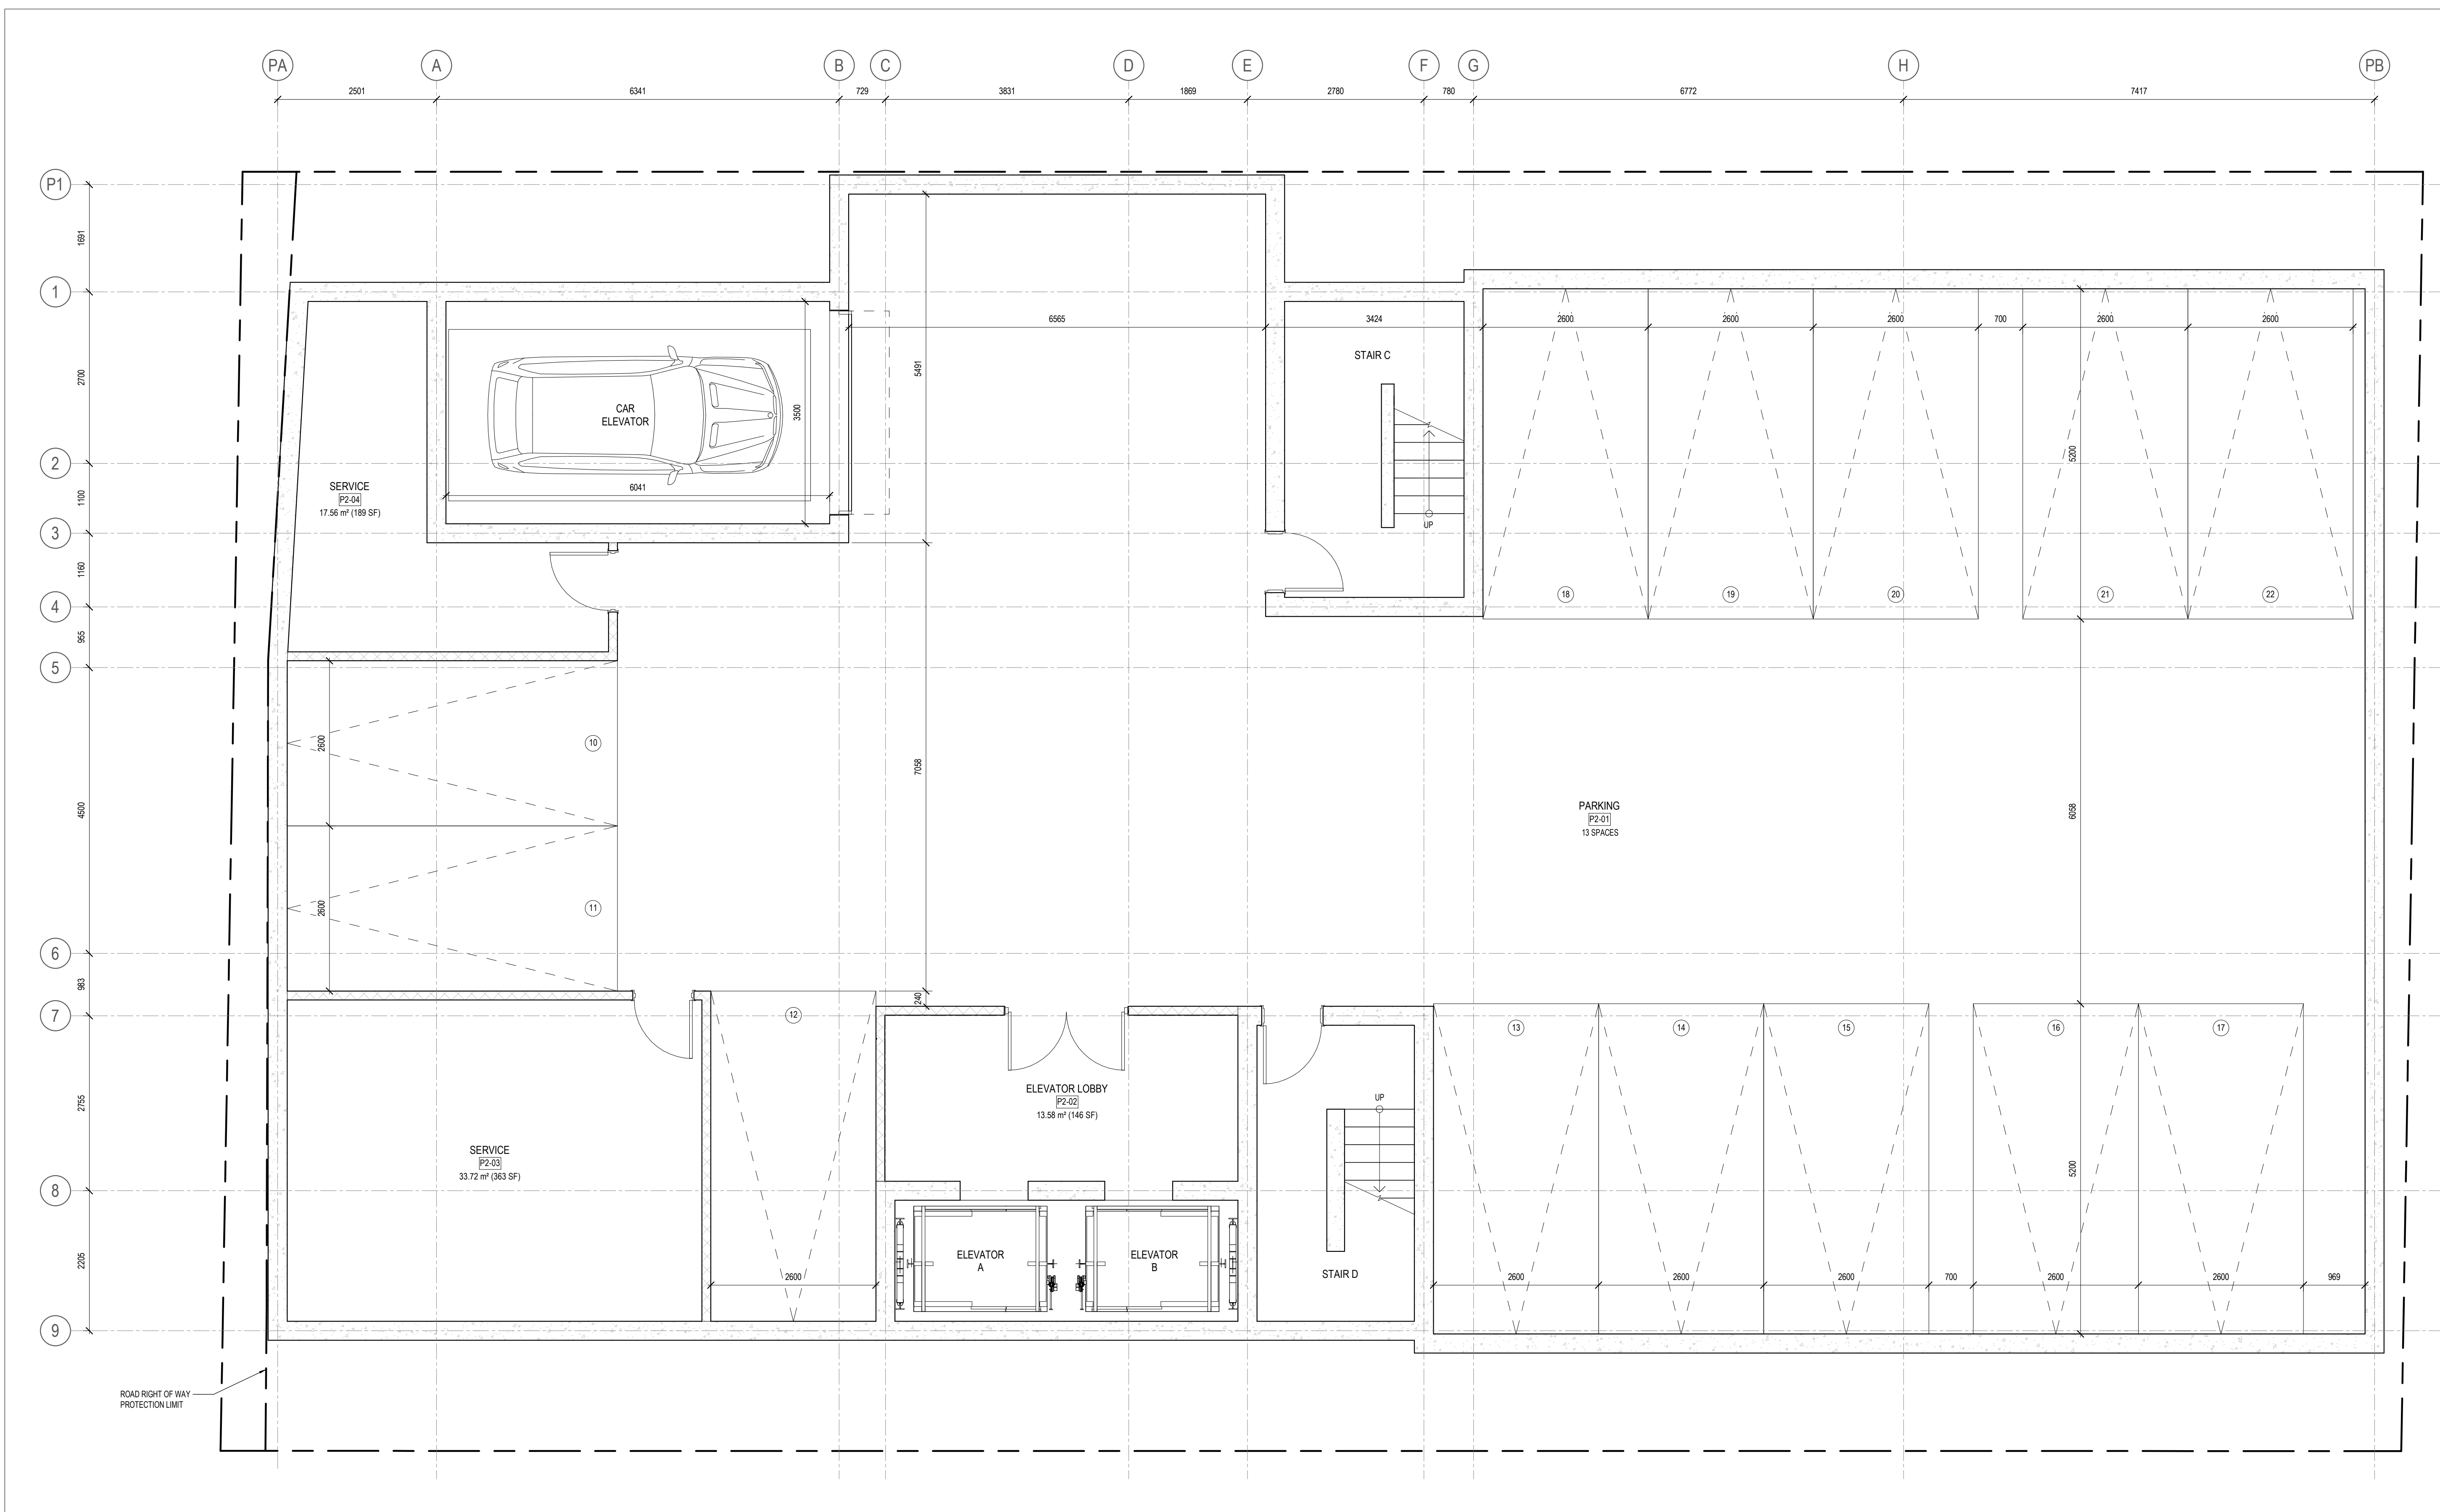 PA
A
B
C
D
E
F
G
H
PB
2501
6341
729
3831
1869
2780
780
6772
7417
P1
1691
1
2700
2
1100
3
1160
4
955
5
4500
6
983
7
2755
8
2205
9
6565
3424
2600
2600
2600
700
2600
2600
5491
STAIR C
UP
CAR
ELEVATOR
3500
6041
SERVICE
P2-04
17.56 m² (189 SF)
5200
18
19
20
21
22
2600
10
2600
11
7058
240
PARKING
P2-01
13 SPACES
6058
12
13
14
15
16
17
ELEVATOR LOBBY
P2-02
13.58 m² (146 SF)
UP
SERVICE
P2-03
33.72 m² (363 SF)
5200
ELEVATOR
A
ELEVATOR
B
STAIR D
2600
2600
2600
2600
700
2600
2600
969
ROAD RIGHT OF WAY
PROTECTION LIMIT